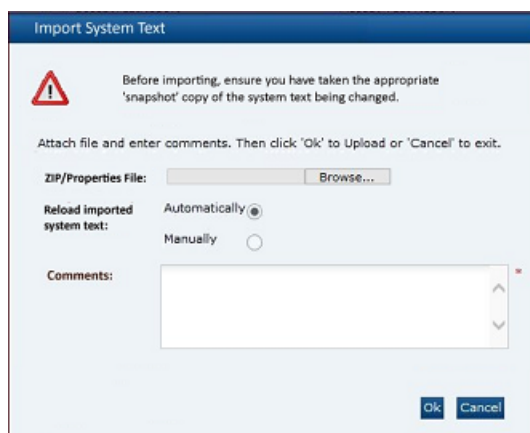 Import System Text
Before importing, ensure you have taken the appropriate
'snapshot' copy of the system text being changed.
Attach file and enter comments. Then click 'Ok' to Upload or 'Cancel' to exit.
ZIP/Properties File: Browse...
Reload imported Automatically
system text:
Manually
Comments: *
Ok Cancel